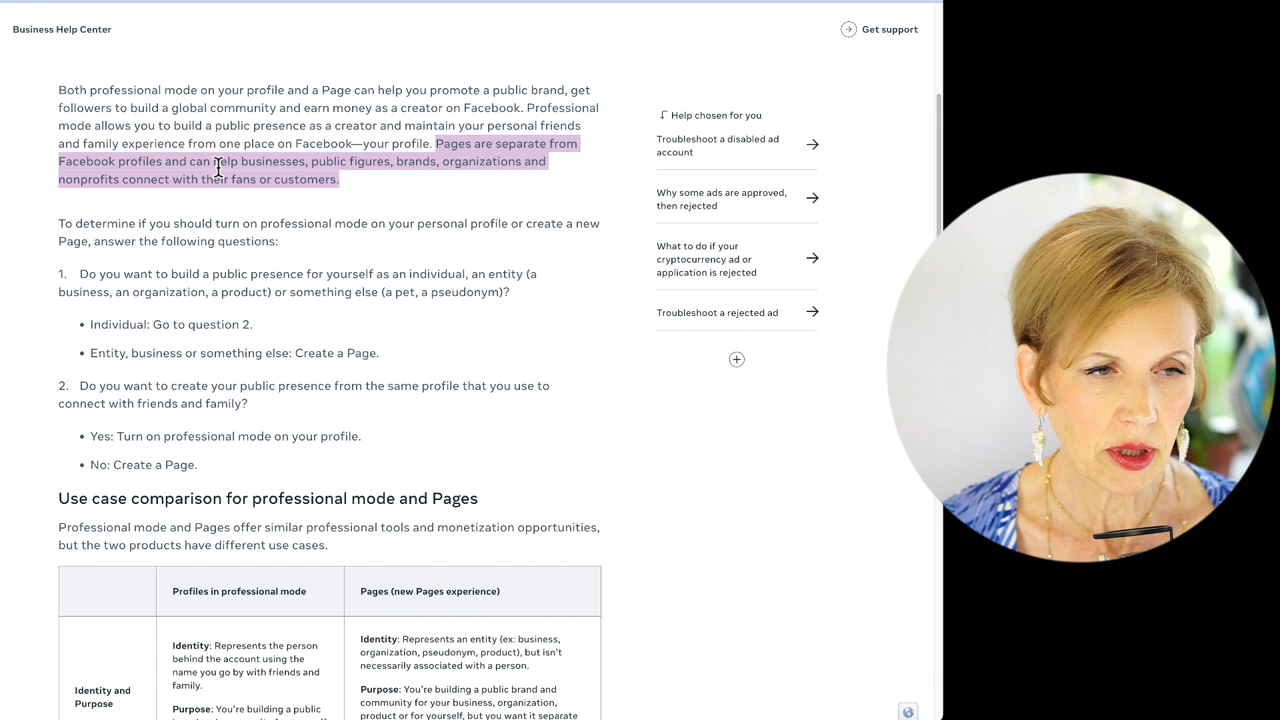 Business Help Center
Get support
Both professional mode on your profile and a Page can help you promote a public brand, get
followers to build a global community and earn money as a creator on Facebook. Professional
mode allows you to build a public presence as a creator and maintain your personal friends
and family experience from one place on Facebook—your profile. Pages are separate from
Facebook profiles and can help businesses, public figures, brands, organizations and
nonprofits connect with their fans or customers.
To determine if you should turn on professional mode on your personal profile or create a new
Page, answer the following questions:
1. Do you want to build a public presence for yourself as an individual, an entity (a
business, an organization, a product) or something else (a pet, a pseudonym)?
• Individual: Go to question 2.
• Entity, business or something else: Create a Page.
2. Do you want to create your public presence from the same profile that you use to
connect with friends and family?
• Yes: Turn on professional mode on your profile.
• No: Create a Page.
Use case comparison for professional mode and Pages
Professional mode and Pages offer similar professional tools and monetization opportunities,
but the two products have different use cases.
Profiles in professional mode
Pages (new Pages experience)
Identity and
Purpose
Identity: Represents the person
behind the account using the
name you go by with friends and
family.
Purpose: You're building a public
Identity: Represents an entity (ex: business,
organization, pseudonym, product), but isn't
necessarily associated with a person.
Purpose: You're building a public brand and
community for your business, organization,
product or for yourself, but you want it separate
Help chosen for you
Troubleshoot a disabled ad
account
Why some ads are approved,
then rejected
What to do if your
cryptocurrency ad or
application is rejected
Troubleshoot a rejected ad